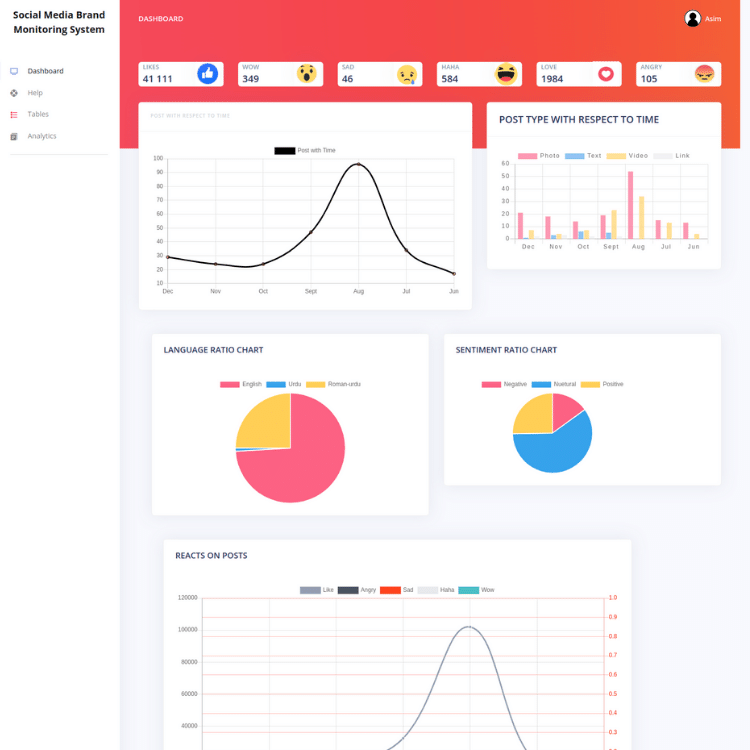 Social Media Brand
Monitoring System
DASHBOARD
Asim
Dashboard
Help
Tables
Analytics
LIKES
41 111
WOW
349
SAD
46
HAHA
584
LOVE
1984
ANGRY
105
POST WITH RESPECT TO TIME
Post with Time
100
90
80
70
60
50
40
30
20
10
Dec Nov Oct Sept Aug Jul Jun
POST TYPE WITH RESPECT TO TIME
Photo Text Video Link
60
50
40
30
20
10
0
Dec Nov Oct Sept Aug Jul Jun
LANGUAGE RATIO CHART
English Urdu Roman-urdu
SENTIMENT RATIO CHART
Negative Nuetural Positive
REACTS ON POSTS
Like Angry Sad Haha Wow
120000 1.0
0.9
100000 0.8
0.7
80000
0.6
60000 0.5
0.4
40000
0.3